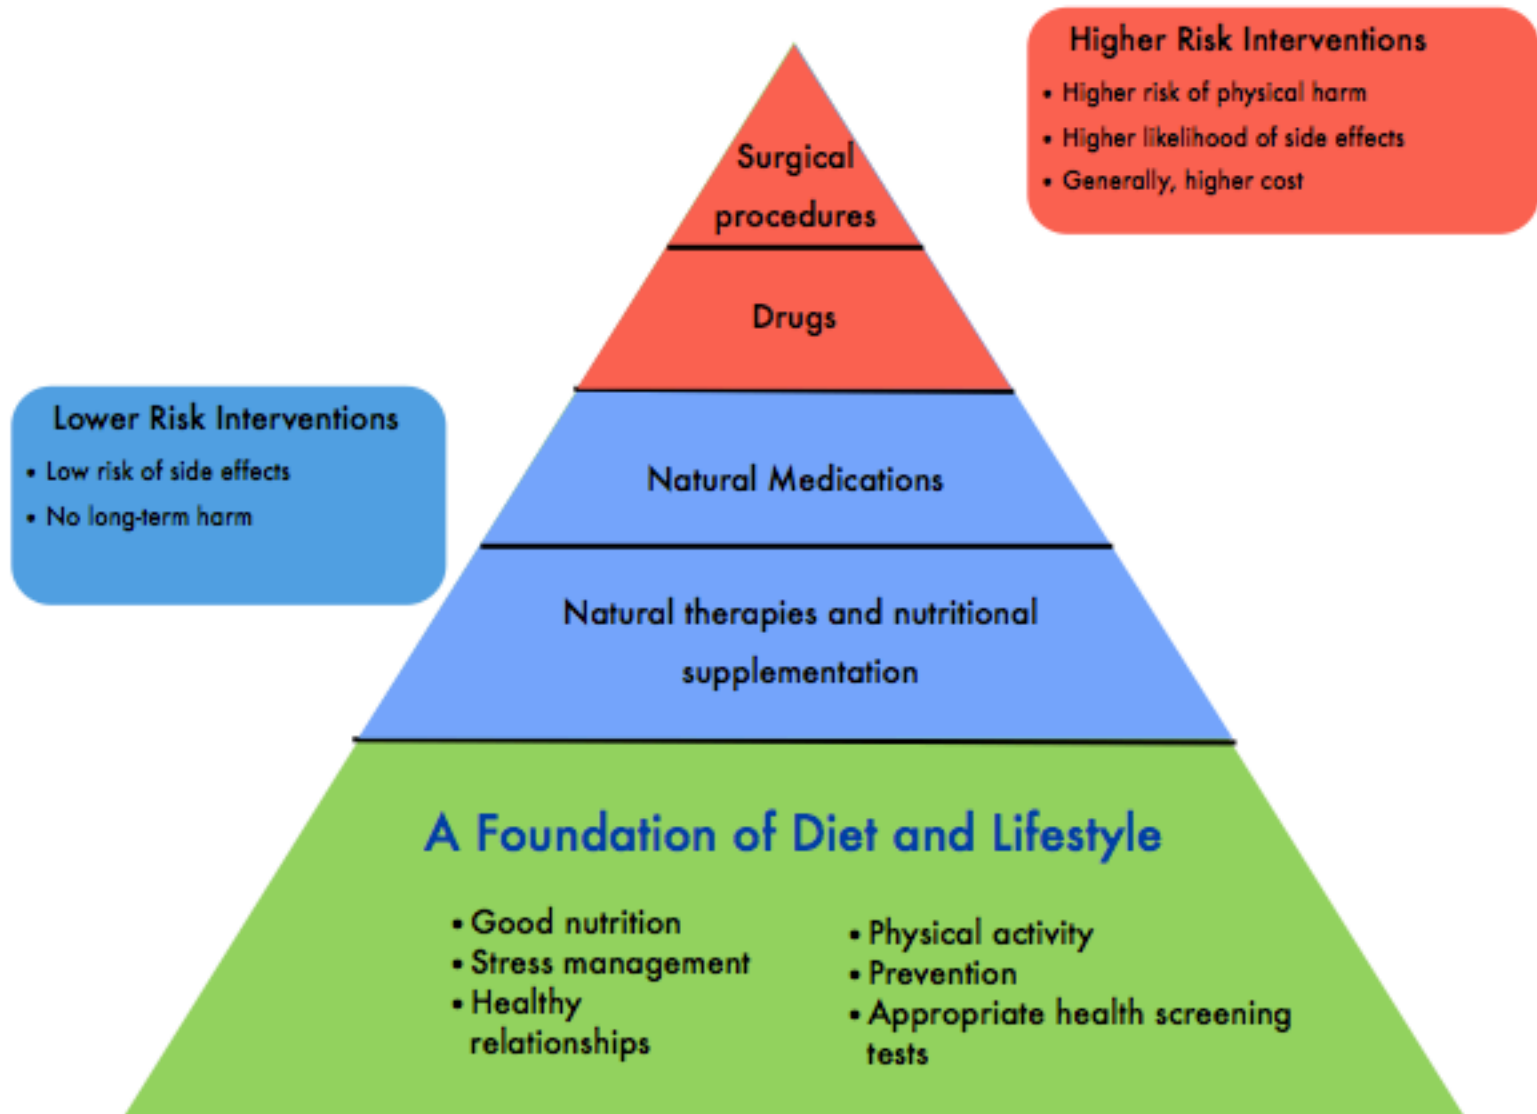 Higher Risk Interventions
• Higher risk of physical harm
• Higher likelihood of side effects
• Generally, higher cost
Surgical
procedures
Drugs
Lower Risk Interventions
• Low risk of side effects
• No long-term harm
Natural Medications
Natural therapies and nutritional
supplementation
A Foundation of Diet and Lifestyle
• Good nutrition
• Stress management
• Healthy
relationships
• Physical activity
• Prevention
• Appropriate health screening
tests